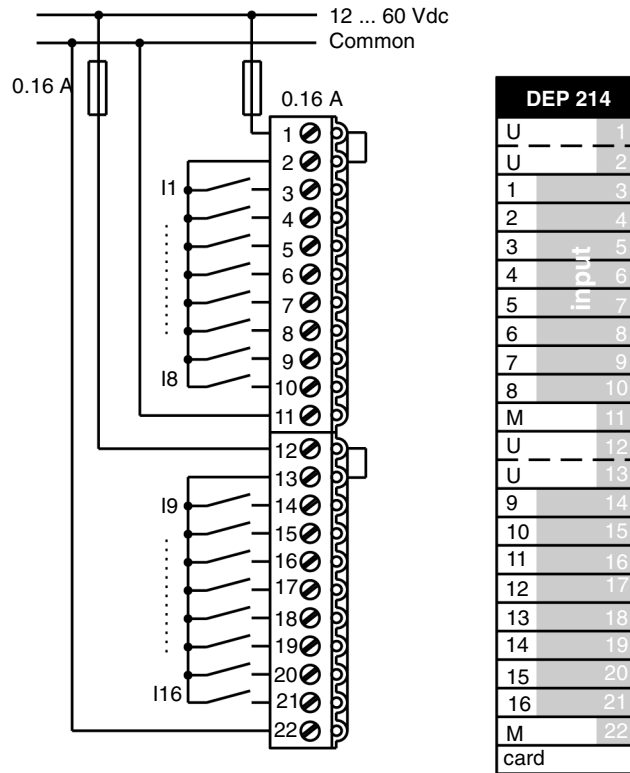 12 ... 60 Vdc
Common
0.16 A
0.16 A
1
2
I1 3
4
5
6
7
8
9
I8 10
11
12
13
I9 14
15
16
17
18
19
20
I16 21
22
DEP 214
U 1
U 2
1 3
2 4
3 5
4 6
5 7
6 8
7 9
8 10
input
M 11
U 12
U 13
9 14
10 15
11 16
12 17
13 18
14 19
15 20
16 21
M 22
card